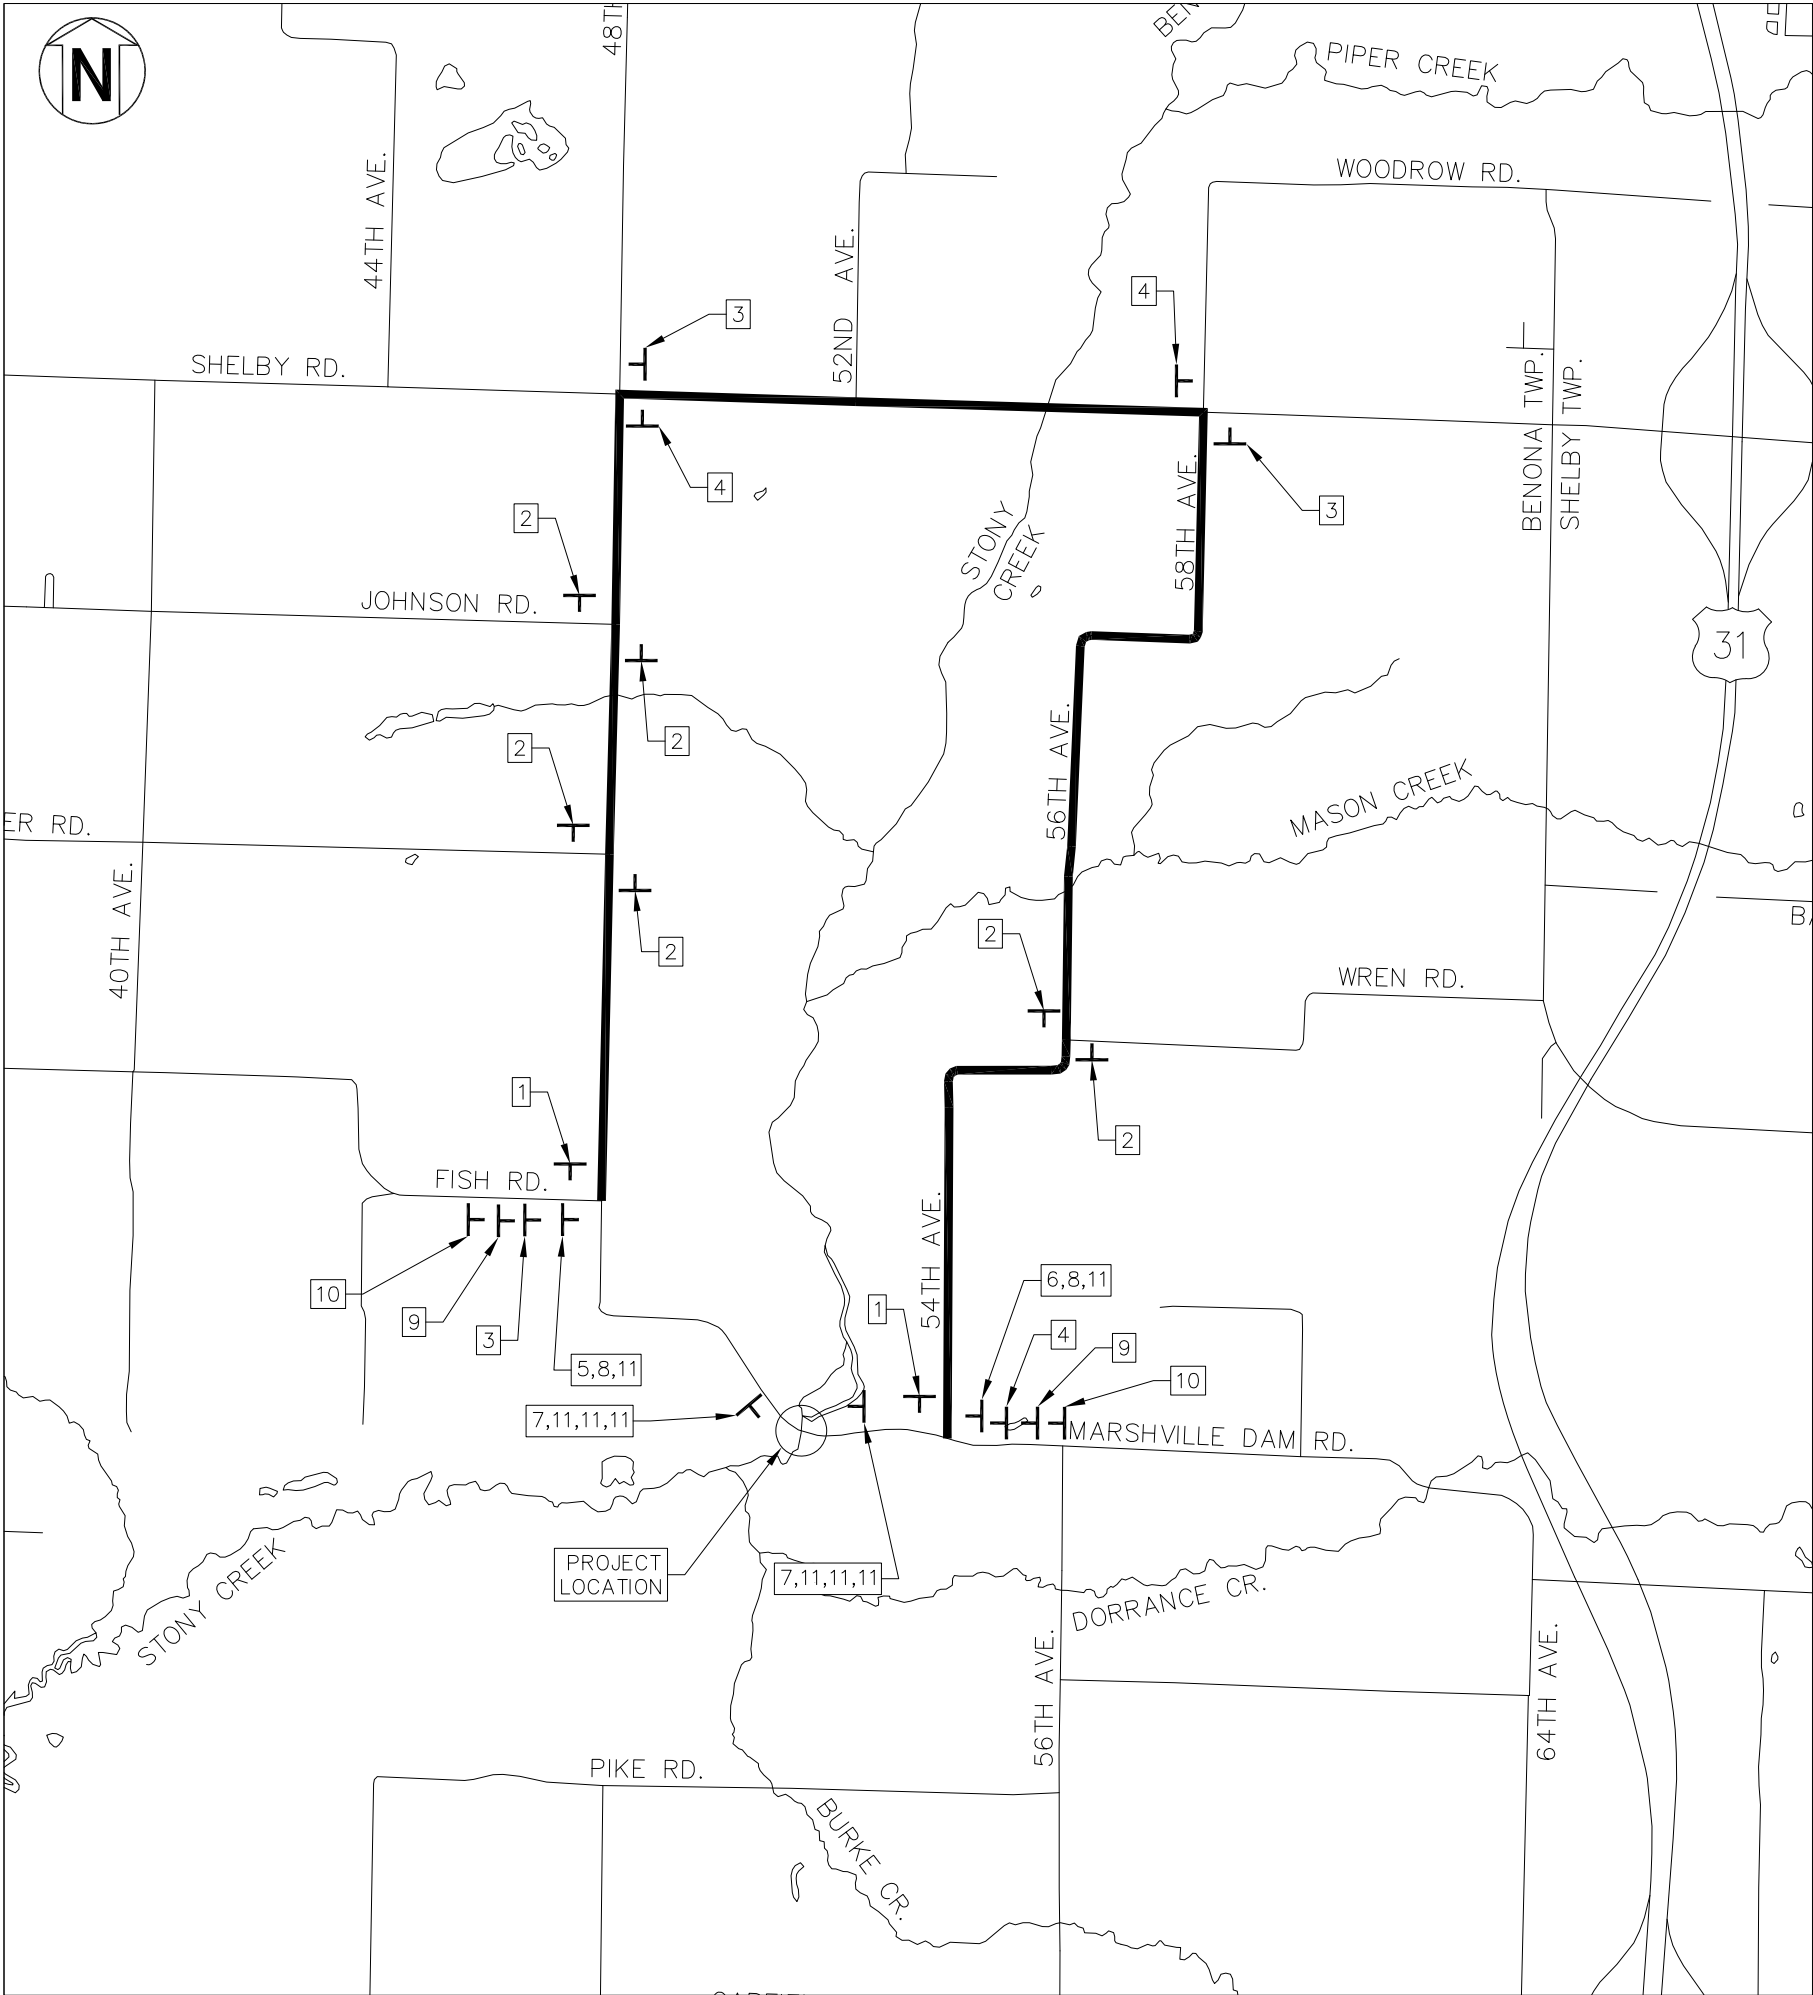 N
48TH
PIPER CREEK
WOODROW RD.
44TH AVE.
52ND AVE.
4
3
SHELBY RD.
BENONA TWP.
SHELBY TWP.
4
3
58TH AVE.
2
STONY
CREEK
JOHNSON RD.
31
2
2
56TH AVE.
MASON CREEK
ER RD.
40TH AVE.
2
2
WREN RD.
1
2
FISH RD.
54TH AVE.
10
9
3
5,8,11
6,8,11
1
4
9
10
7,11,11,11
MARSHVILLE DAM RD.
PROJECT
LOCATION
7,11,11,11
STONY CREEK
DORRANCE CR.
56TH AVE.
64TH AVE.
PIKE RD.
BURKE CR.